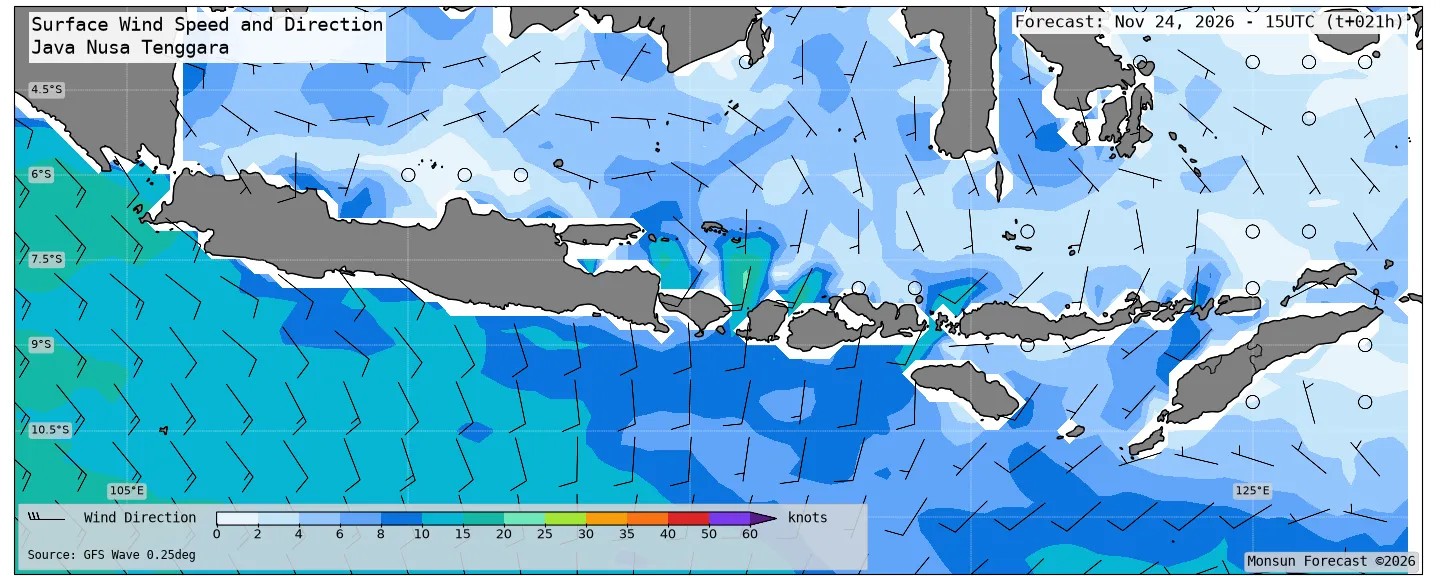 Surface Wind Speed and Direction
Java Nusa Tenggara
Forecast: Nov 24, 2026 - 15UTC (t+021h)
4.5°S
6°S
7.5°S
9°S
10.5°S
105°E
125°E
Wind Direction
0 2 4 6 8 10 15 20 25 30 35 40 50 60
knots
Source: GFS Wave 0.25deg
Monsun Forecast ©2026